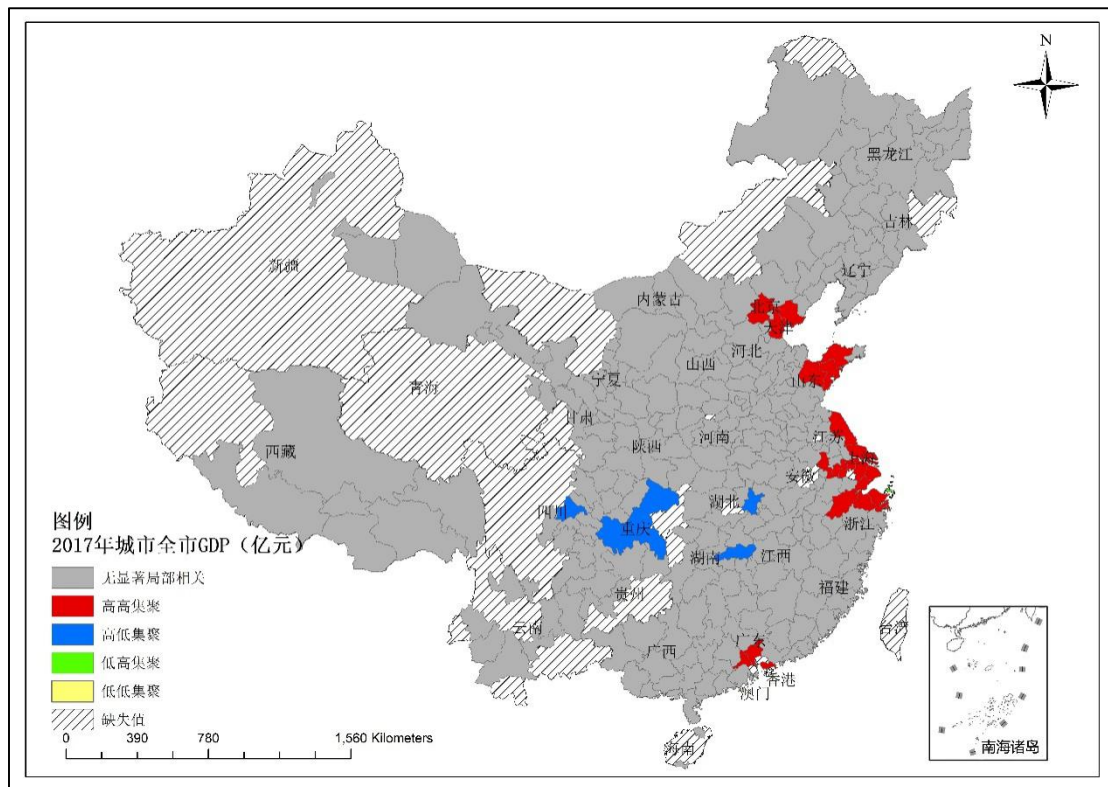 N
黑龙江
吉林
辽宁
新疆
内蒙古
北京
天津
河北
山西
山东
宁夏
青海
甘肃
陕西
河南
江苏
西藏
安徽
四川
湖北
重庆
浙江
湖南
江西
贵州
福建
云南
台湾
广西
广东
香港
澳门
海南
南海诸岛
图例
2017年城市全市GDP（亿元）
无显著局部相关
高高集聚
高低集聚
低高集聚
低低集聚
缺失值
0 390 780 1,560 Kilometers